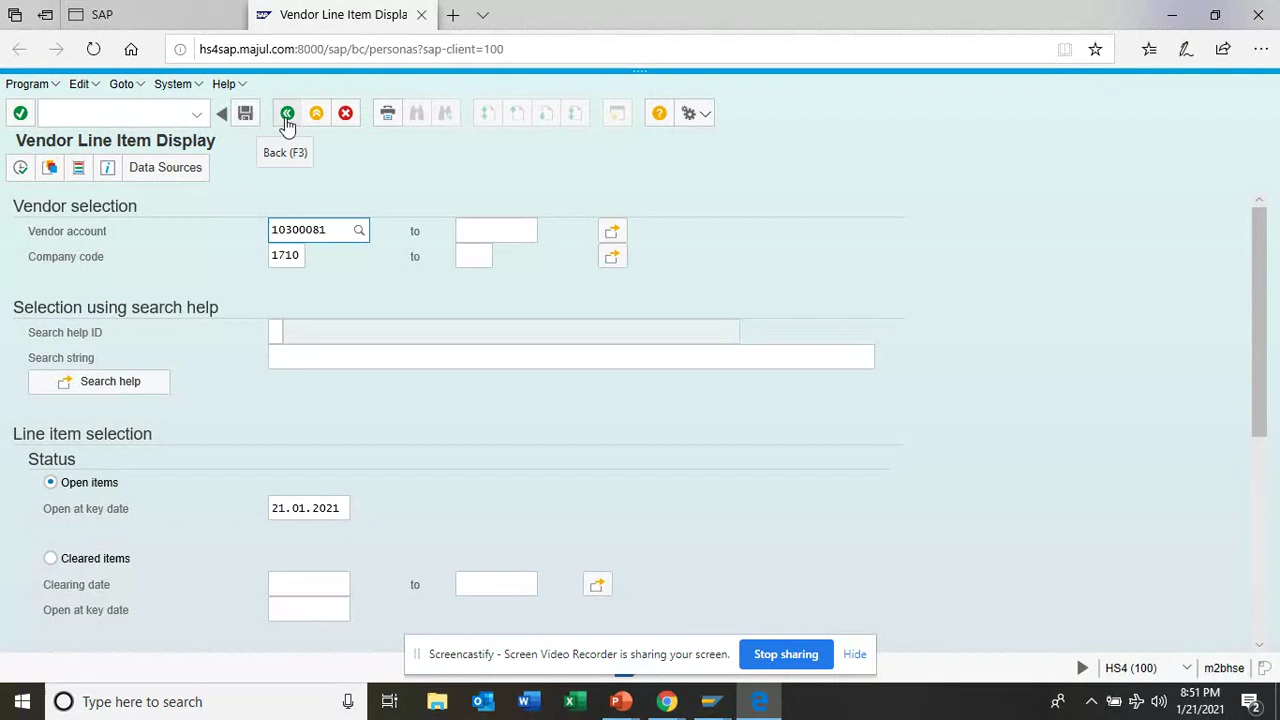 SAP
Vendor Line Item Displa
hs4sap.majul.com:8000/sap/bc/personas?sap-client=100
Program Edit Goto System Help
Vendor Line Item Display
Back (F3)
Data Sources
Vendor selection
Vendor account 10300081 to
Company code 1710 to
Selection using search help
Search help ID
Search string
Search help
Line item selection
Status
Open items
Open at key date 21.01.2021
Cleared items
Clearing date to
Open at key date
Screencastify - Screen Video Recorder is sharing your screen. Stop sharing Hide
HS4 (100) m2bhse
Type here to search
8:51 PM
1/21/2021
2